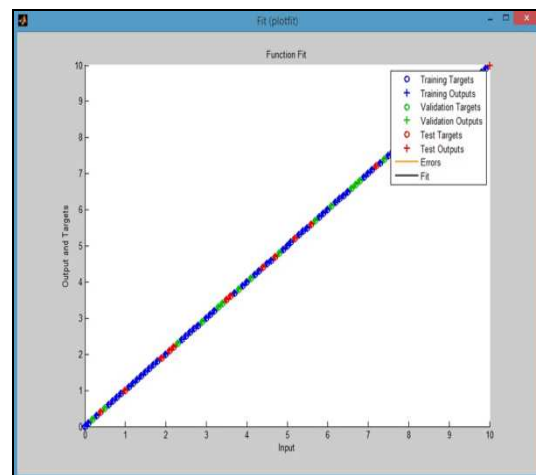 Fit (plotfit)
Function Fit
Training Targets
Training Outputs
Validation Targets
Validation Outputs
Test Targets
Test Outputs
Errors
Fit
Output and Targets
10
9
8
7
6
5
4
3
2
1
0
0 1 2 3 4 5 6 7 8 9 10
Input